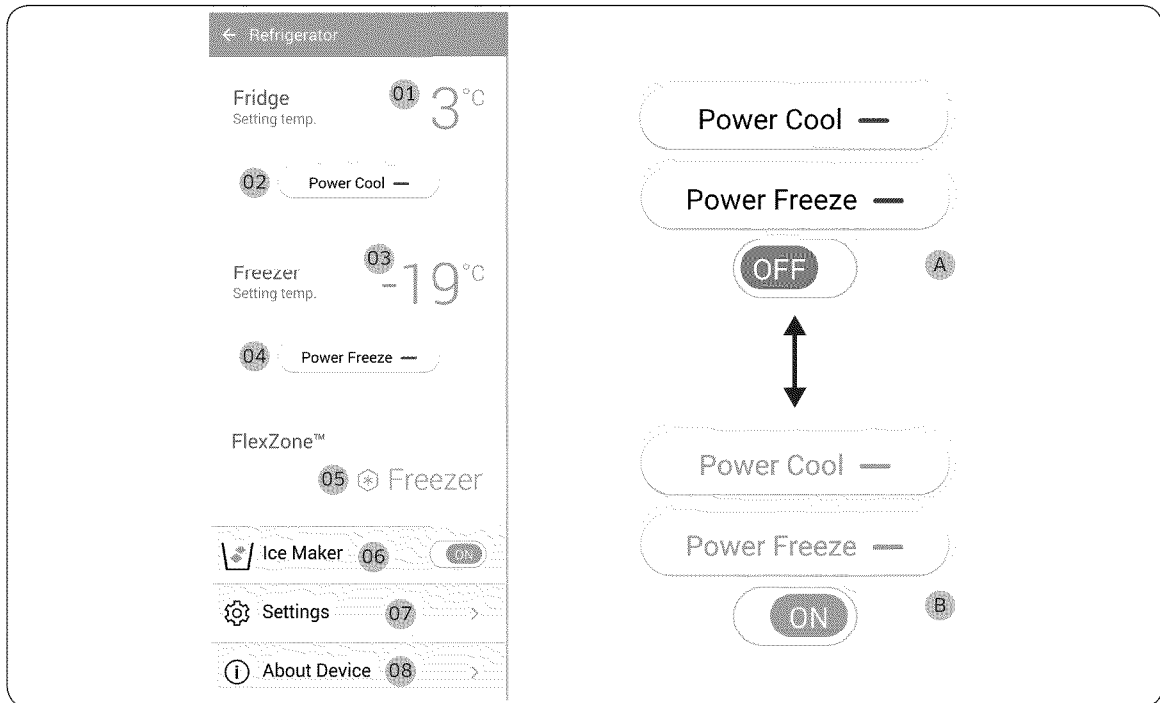 ← Refrigerator
Fridge 01 3°C
Setting temp.
02 Power Cool —
Freezer 03 -19°C
Setting temp.
04 Power Freeze —
FlexZone™
05 Freezer
Ice Maker 06 ON
Settings 07 >
About Device 08 >
Power Cool —
Power Freeze —
OFF A
Power Cool —
Power Freeze —
ON B